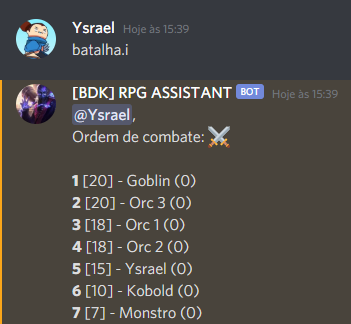 Ysrael Hoje às 15:39
batalha.i
[BDK] RPG ASSISTANT BOT Hoje às 15:39
@Ysrael,
Ordem de combate: ⚔️
1 [20] - Goblin (0)
2 [20] - Orc 3 (0)
3 [18] - Orc 1 (0)
4 [18] - Orc 2 (0)
5 [15] - Ysrael (0)
6 [10] - Kobold (0)
7 [7] - Monstro (0)